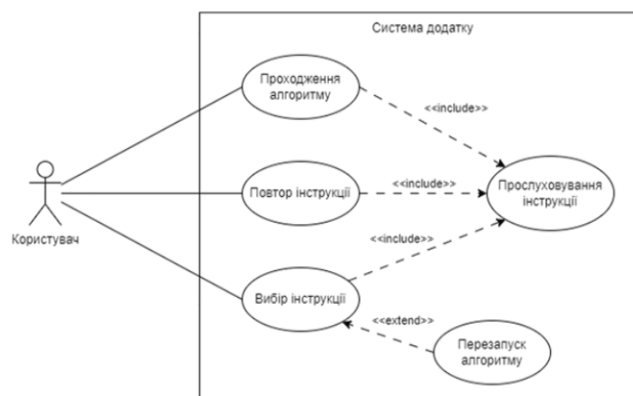 Система додатку
Проходження
алгоритму
<<include>>
Повтор інструкції
<<include>>
Прослуховування
інструкції
Користувач
<<include>>
Вибір інструкції
<<extend>>
Перезапуск
алгоритму